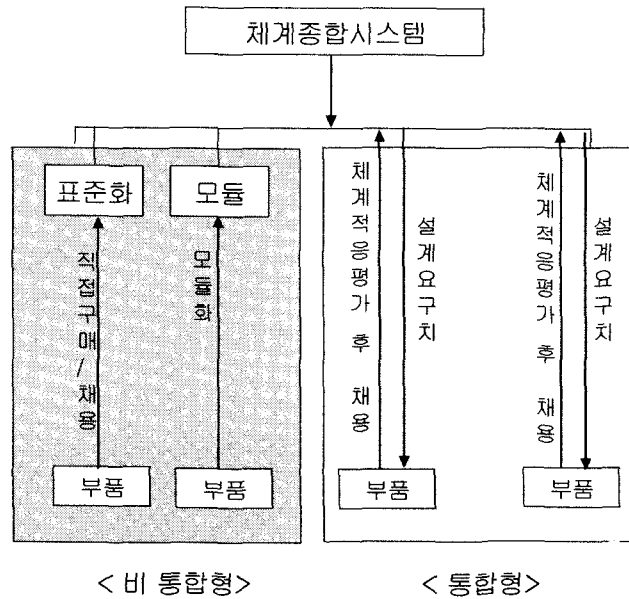 체계종합시스템
표준화
모듈
직접구매/채용
모듈화
체계적응평가 후 채용
설계요구치
체계적응평가 후 채용
설계요구치
부품
부품
부품
부품
< 비 통합형>
< 통합형>